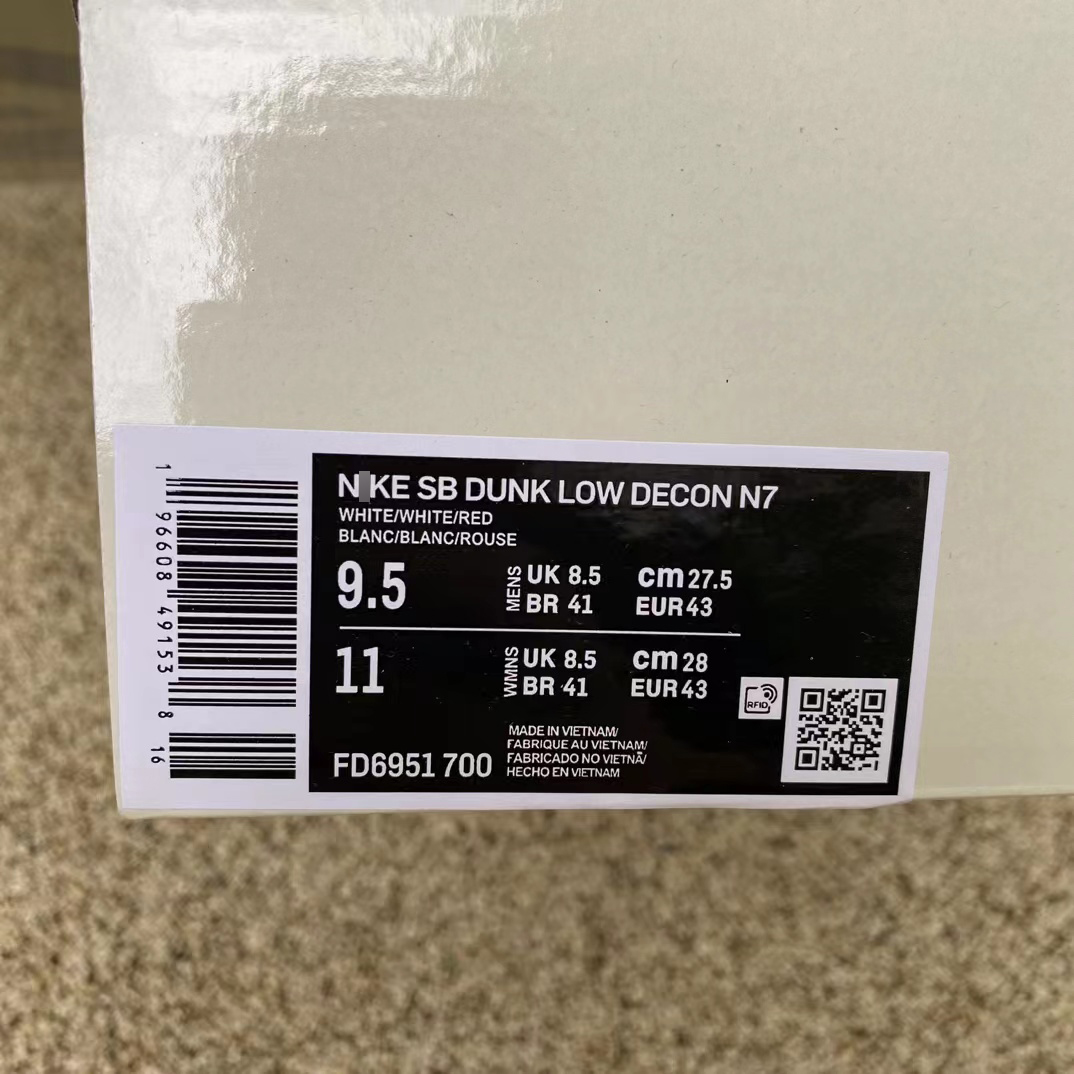 1 96608 49153 8 16
N KE SB DUNK LOW DECON N7
WHITE/WHITE/RED
BLANC/BLANC/ROUSE
9.5
MENS
UK 8.5
cm 27.5
BR 41
EUR 43
11
WMNS
UK 8.5
cm 28
BR 41
EUR 43
RFID
FD6951 700
MADE IN VIETNAM/
FABRIQUE AU VIETNAM/
FABRICADO NO VIETNÃ/
HECHO EN VIETNAM